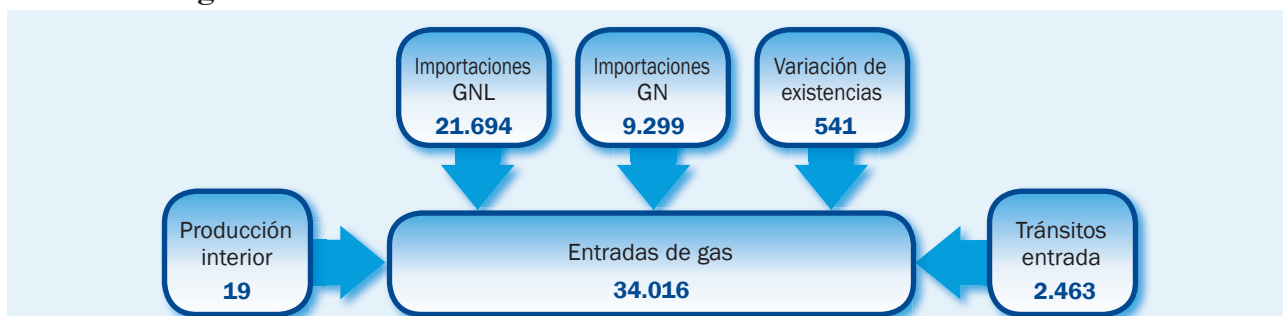 Importaciones
GNL
21.694
Importaciones
GN
9.299
Variación de
existencias
541
Producción
interior
19
Entradas de gas
34.016
Tránsitos
entrada
2.463